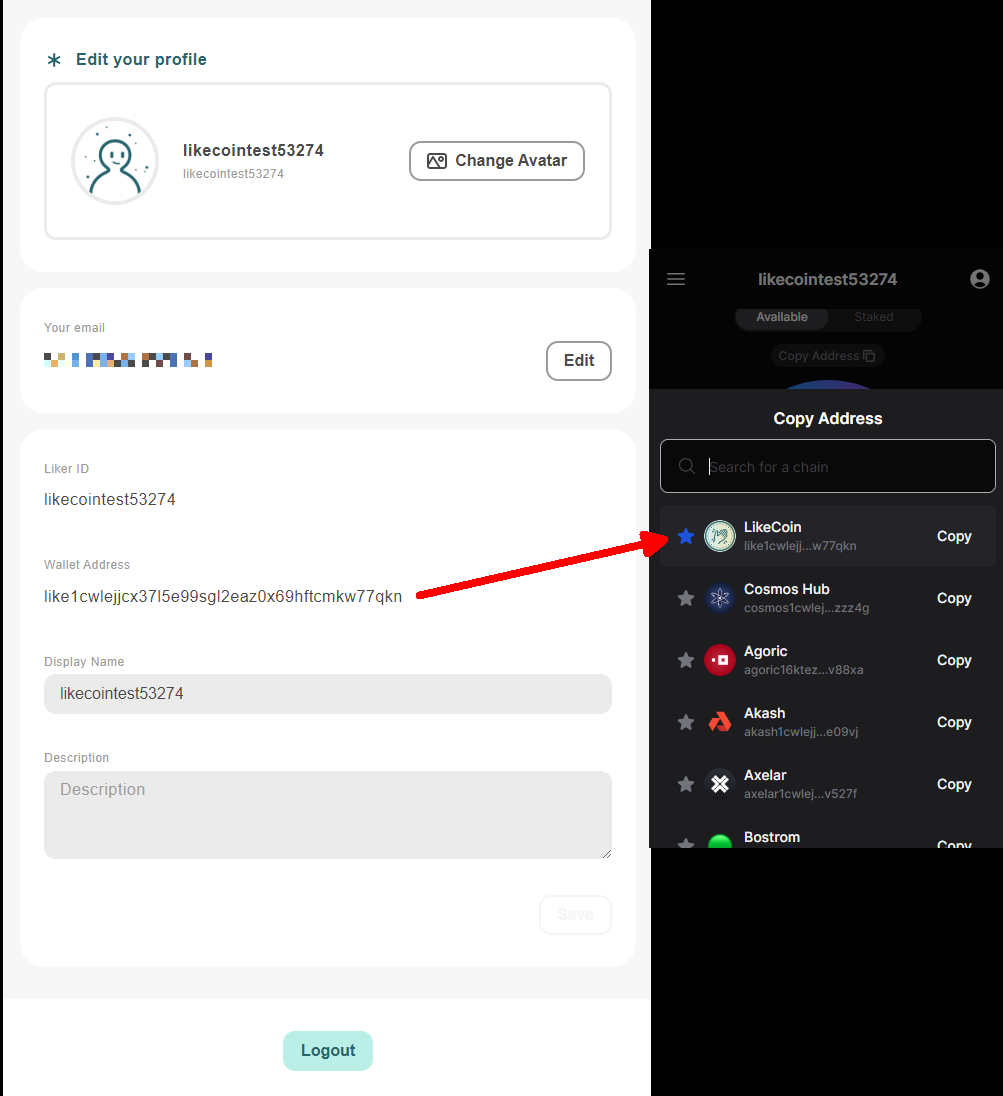 Edit your profile
likecointest53274
likecointest53274
Change Avatar
Your email
Edit
Liker ID
likecointest53274
Wallet Address
like1cwlejjcx37l5e99sgl2eaz0x69hftcmkw77qkn
Display Name
likecointest53274
Description
Description
Save
Logout
likecointest53274
Available Staked
Copy Address
Copy Address
Search for a chain
LikeCoin
like1cwlejj...w77qkn
Copy
Cosmos Hub
cosmos1cwlej...zzz4g
Copy
Agoric
agoric16ktez...v88xa
Copy
Akash
akash1cwlejj...e09vj
Copy
Axelar
axelar1cwlej...v527f
Copy
Bostrom
Copy